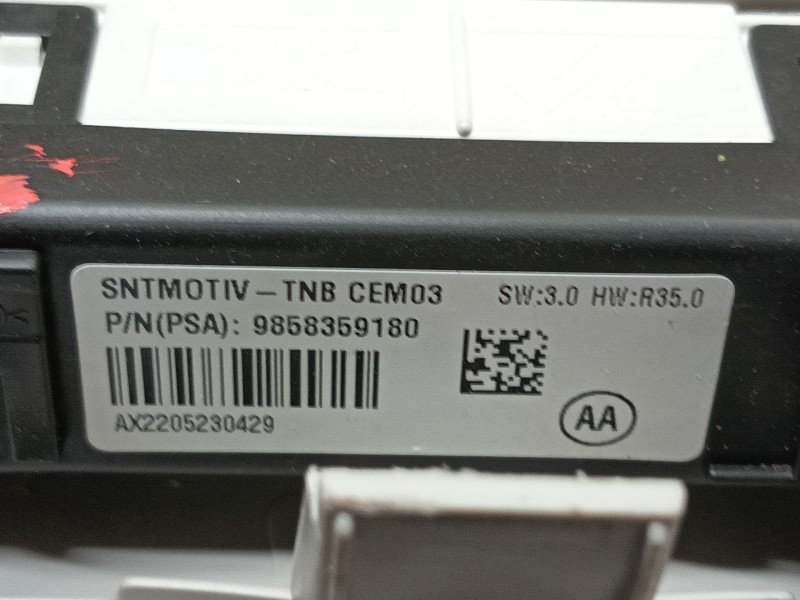 SNTMOTIV – TNB CEM03 SW:3.0 HW:R35.0
P/N(PSA): 9858359180
AX2205230429
AA